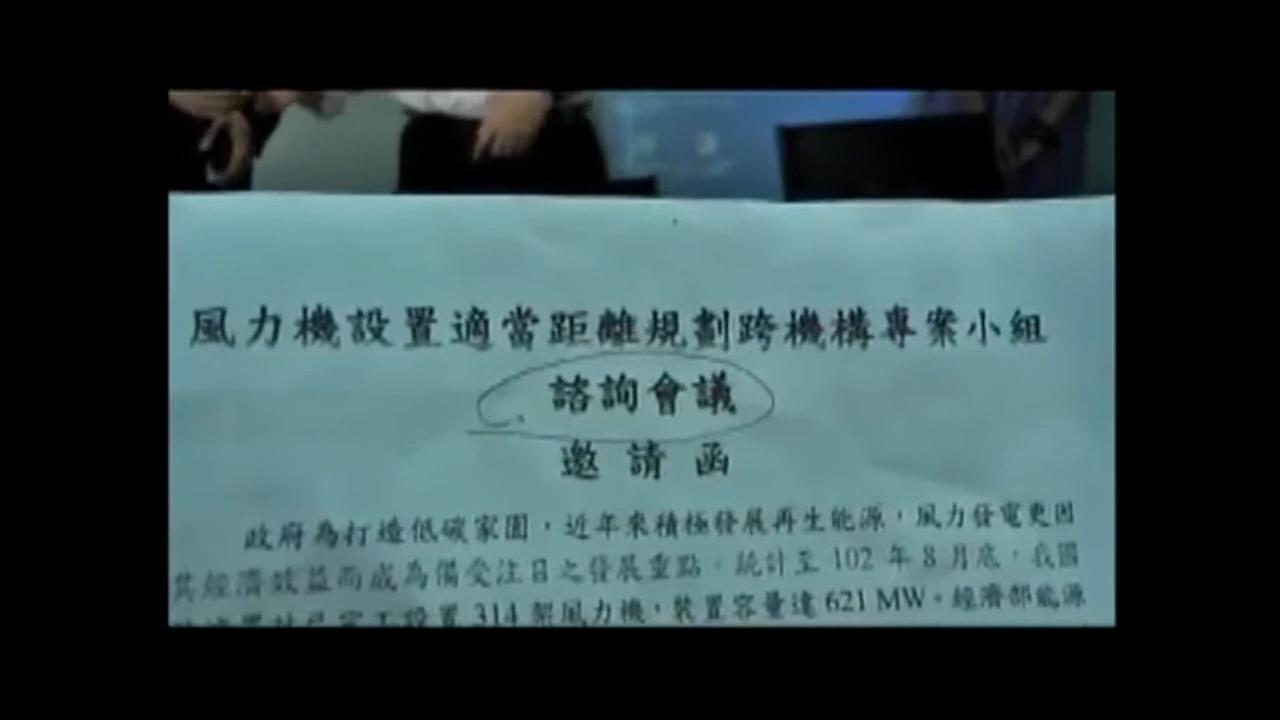 風力機設置適當距離規劃跨機構專案小組
諮詢會議
邀請函
政府為打造低碳家園，近年來積極發展再生能源，風力發電更因
其經濟效益而成為備受注目之發展重點。統計至 102 年 8 月底，我國
設置 314 架風力機，裝置容量達 621 MW。經濟部能源